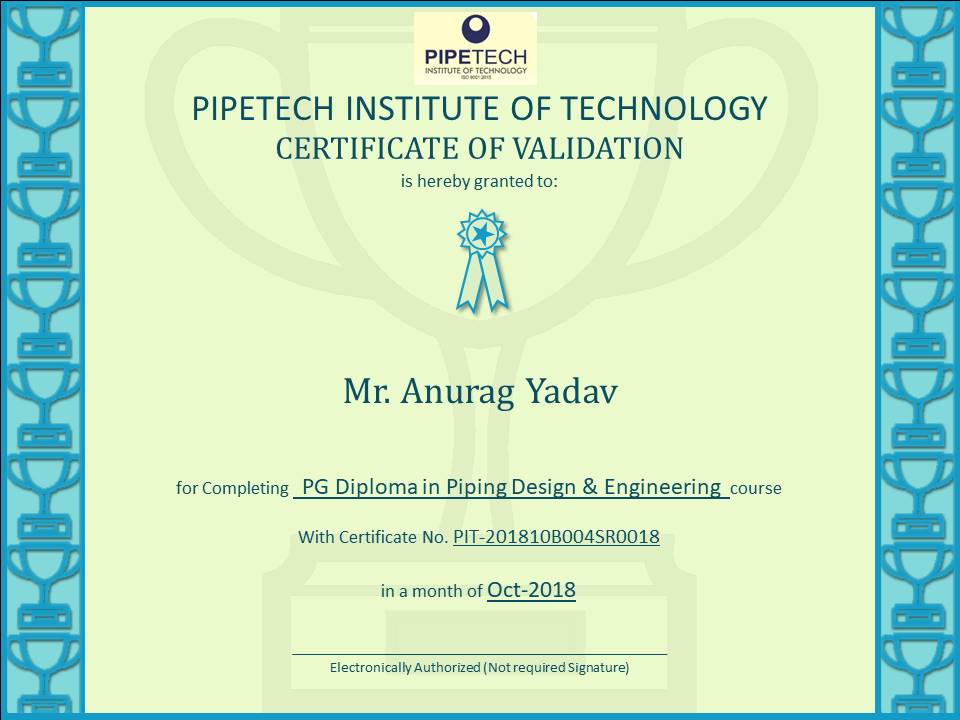 PIPETECH
INSTITUTE OF TECHNOLOGY
ISO 9001:2015
PIPETECH INSTITUTE OF TECHNOLOGY
CERTIFICATE OF VALIDATION
is hereby granted to:
Mr. Anurag Yadav
for Completing PG Diploma in Piping Design & Engineering course
With Certificate No. PIT-201810B004SR0018
in a month of Oct-2018
Electronically Authorized (Not required Signature)